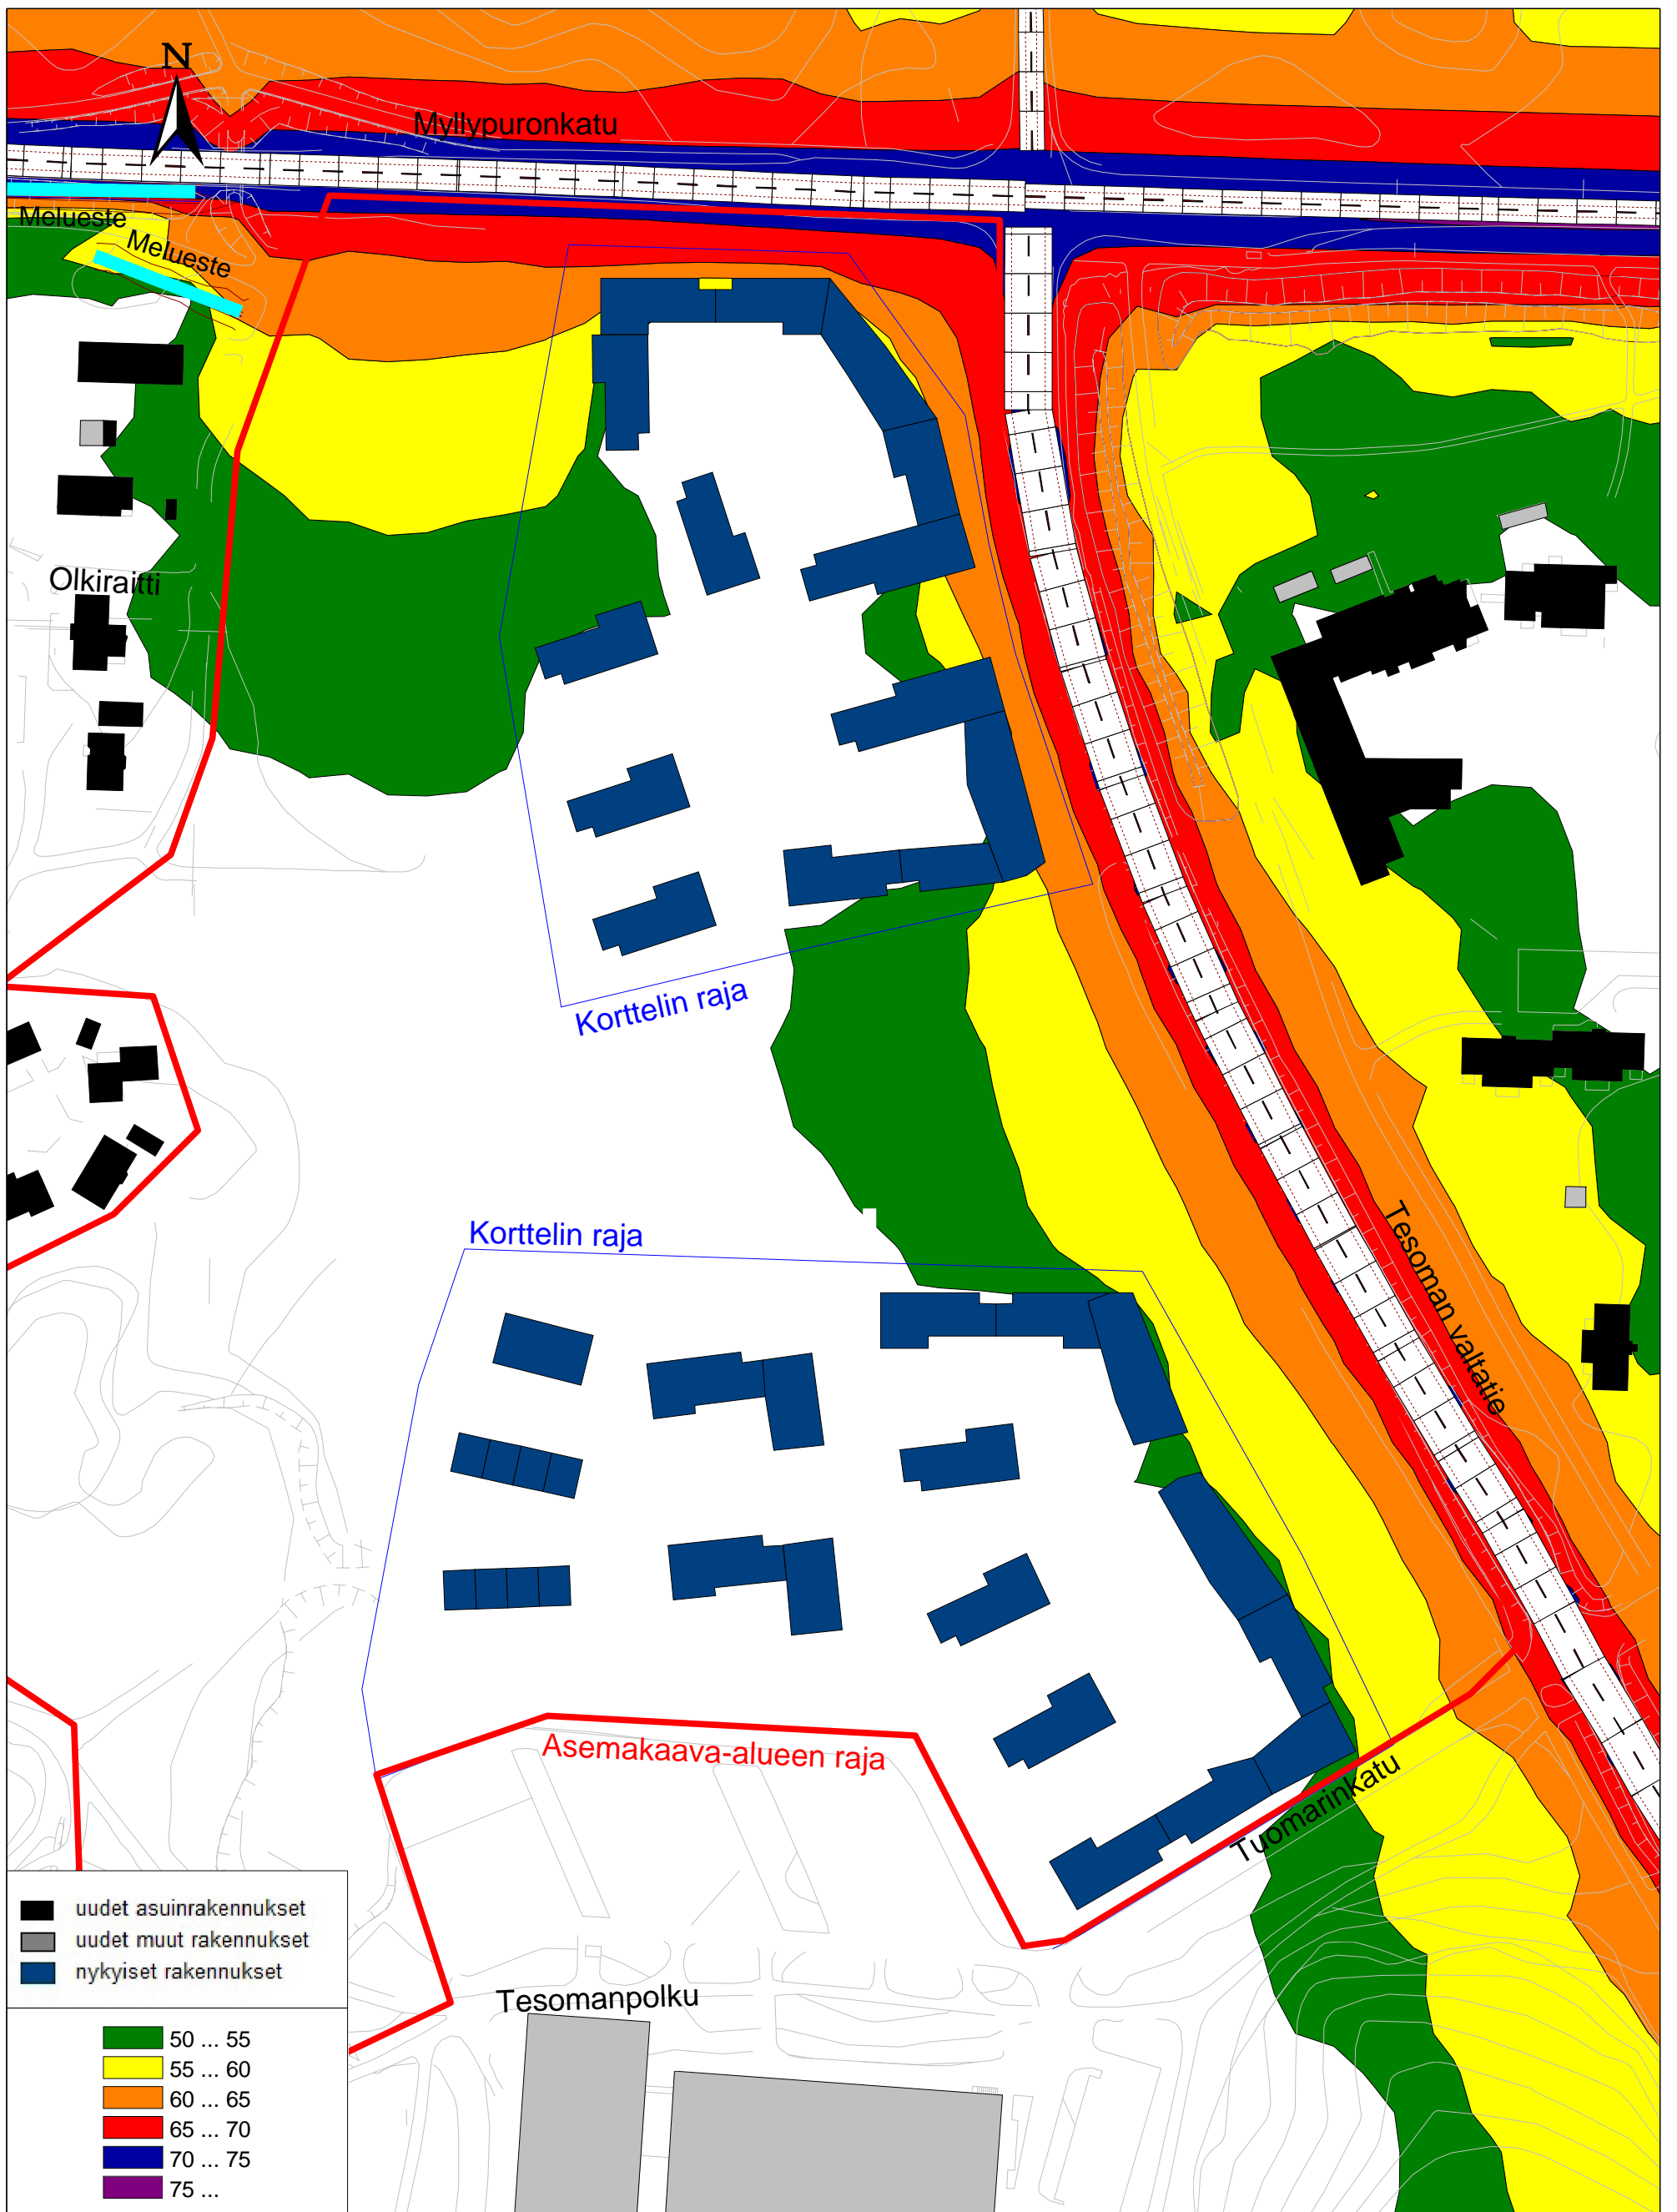 N
Myllypuronkatu
Melueste
Melueste
Olkiraitti
Korttelin raja
Korttelin raja
Tesoman valtatie
Asemakaava-alueen raja
Tuomarinkatu
Tesomanpolku
uudet asuinrakennukset
uudet muut rakennukset
nykyiset rakennukset
50 ... 55
55 ... 60
60 ... 65
65 ... 70
70 ... 75
75 ...